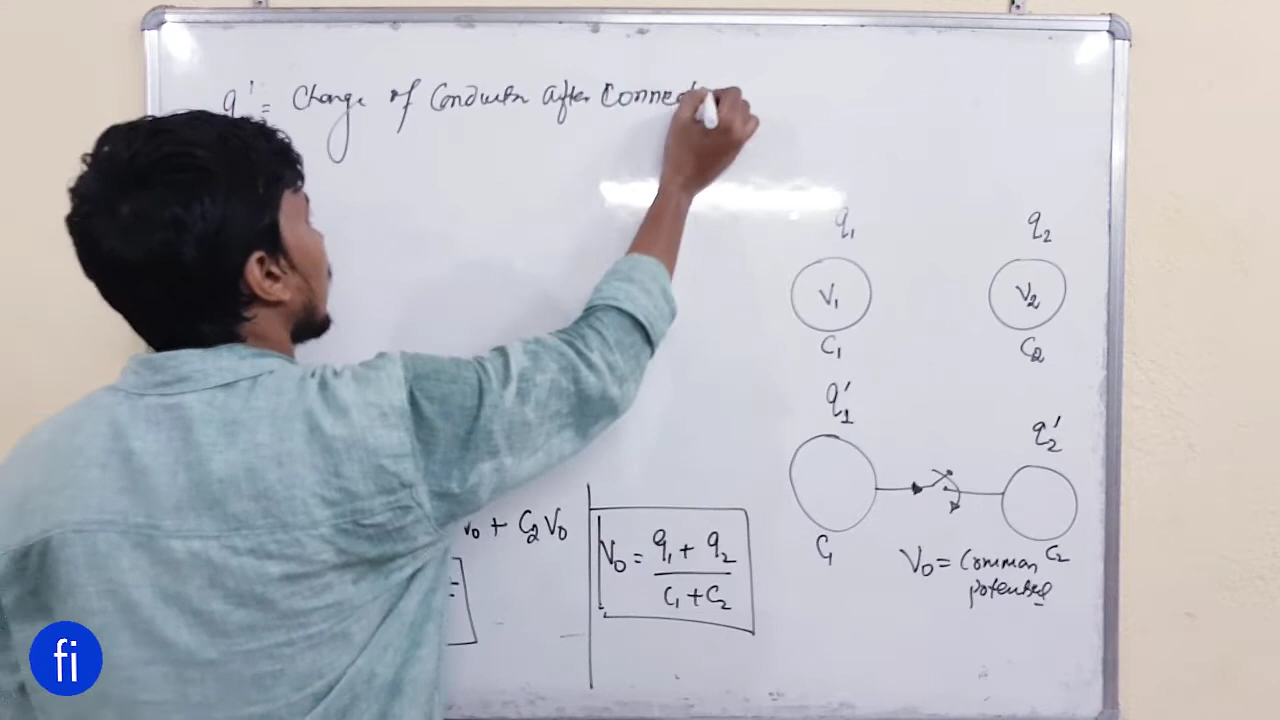 q' = Charge of Conductor after Connect
q₁ q₂
V₁ V₂
C₁ C₂
q₁' q₂'
C₁ C₂
V₀ = Common
potential
V₀ + C₂V₀
V₀ = q₁ + q₂ / C₁ + C₂
fi